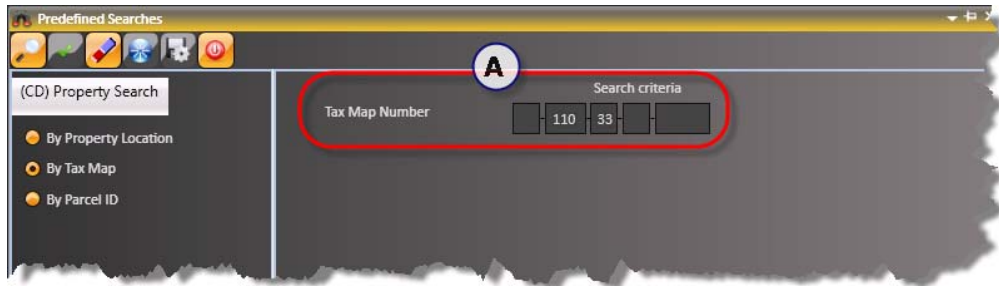 Predefined Searches
A
(CD) Property Search
Search criteria
Tax Map Number
- 110 - 33 - -
By Property Location
By Tax Map
By Parcel ID